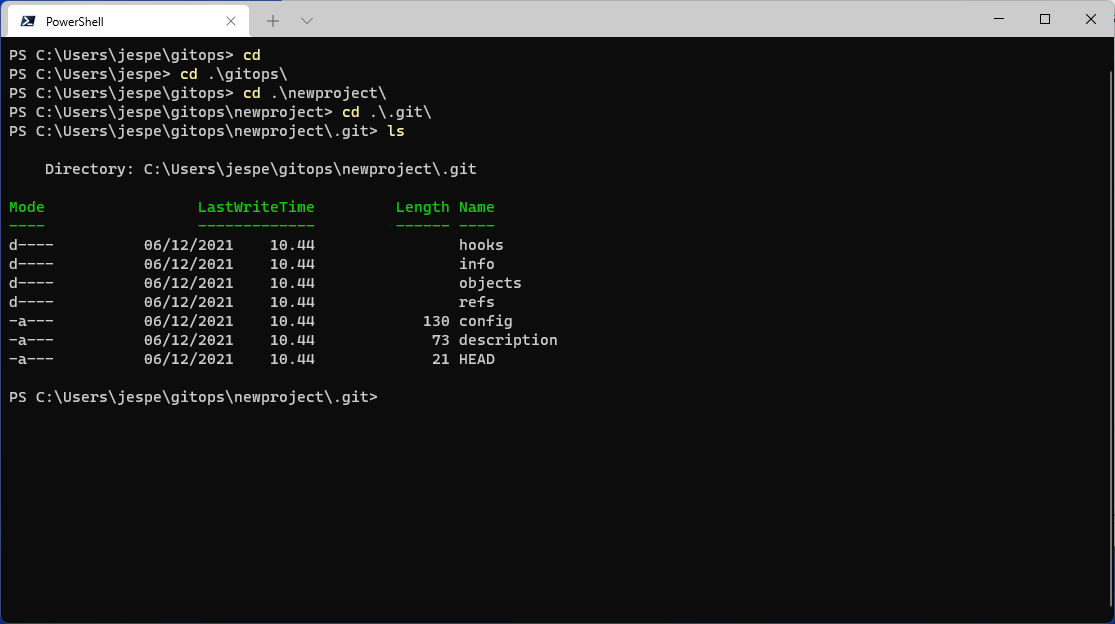 PowerShell
PS C:\Users\jespe\gitops> cd
PS C:\Users\jespe> cd .\gitops\
PS C:\Users\jespe\gitops> cd .\newproject\
PS C:\Users\jespe\gitops\newproject> cd .\.git\
PS C:\Users\jespe\gitops\newproject\.git> ls
    Directory: C:\Users\jespe\gitops\newproject\.git
Mode                 LastWriteTime         Length Name
----                 -------------         ------ ----
d----          06/12/2021    10.44                hooks
d----          06/12/2021    10.44                info
d----          06/12/2021    10.44                objects
d----          06/12/2021    10.44                refs
-a---          06/12/2021    10.44            130 config
-a---          06/12/2021    10.44             73 description
-a---          06/12/2021    10.44             21 HEAD
PS C:\Users\jespe\gitops\newproject\.git>